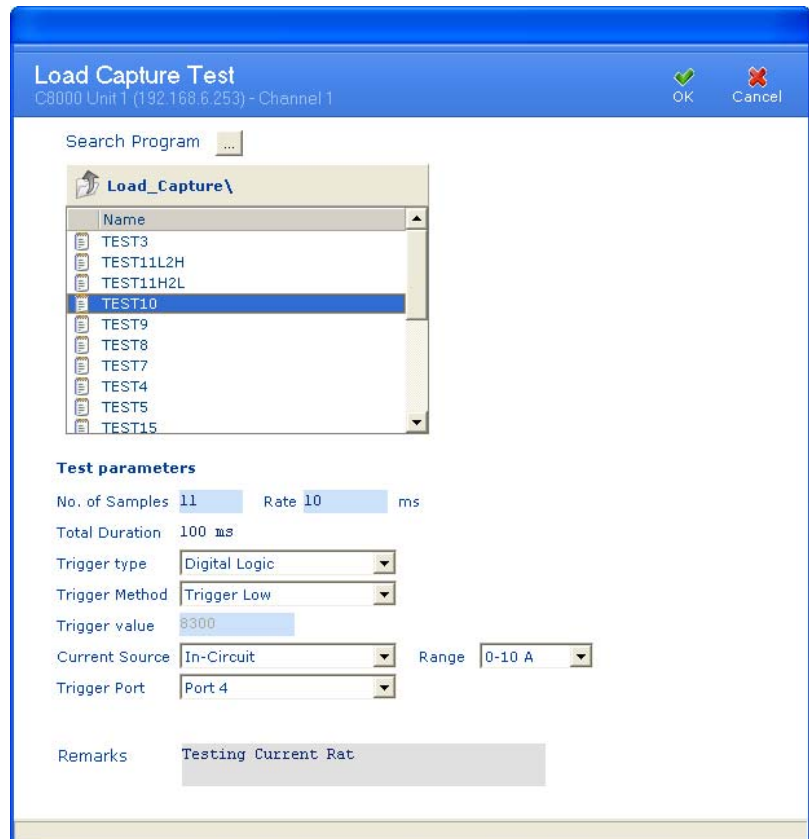 Load Capture Test
C8000 Unit 1 (192.168.6.253) - Channel 1
OK
Cancel
Search Program ...
Load_Capture\
Name
TEST3
TEST11L2H
TEST11H2L
TEST10
TEST9
TEST8
TEST7
TEST4
TEST5
TEST15
Test parameters
No. of Samples 11 Rate 10 ms
Total Duration 100 ms
Trigger type Digital Logic
Trigger Method Trigger Low
Trigger value 8300
Current Source In-Circuit Range 0-10 A
Trigger Port Port 4
Remarks Testing Current Rat